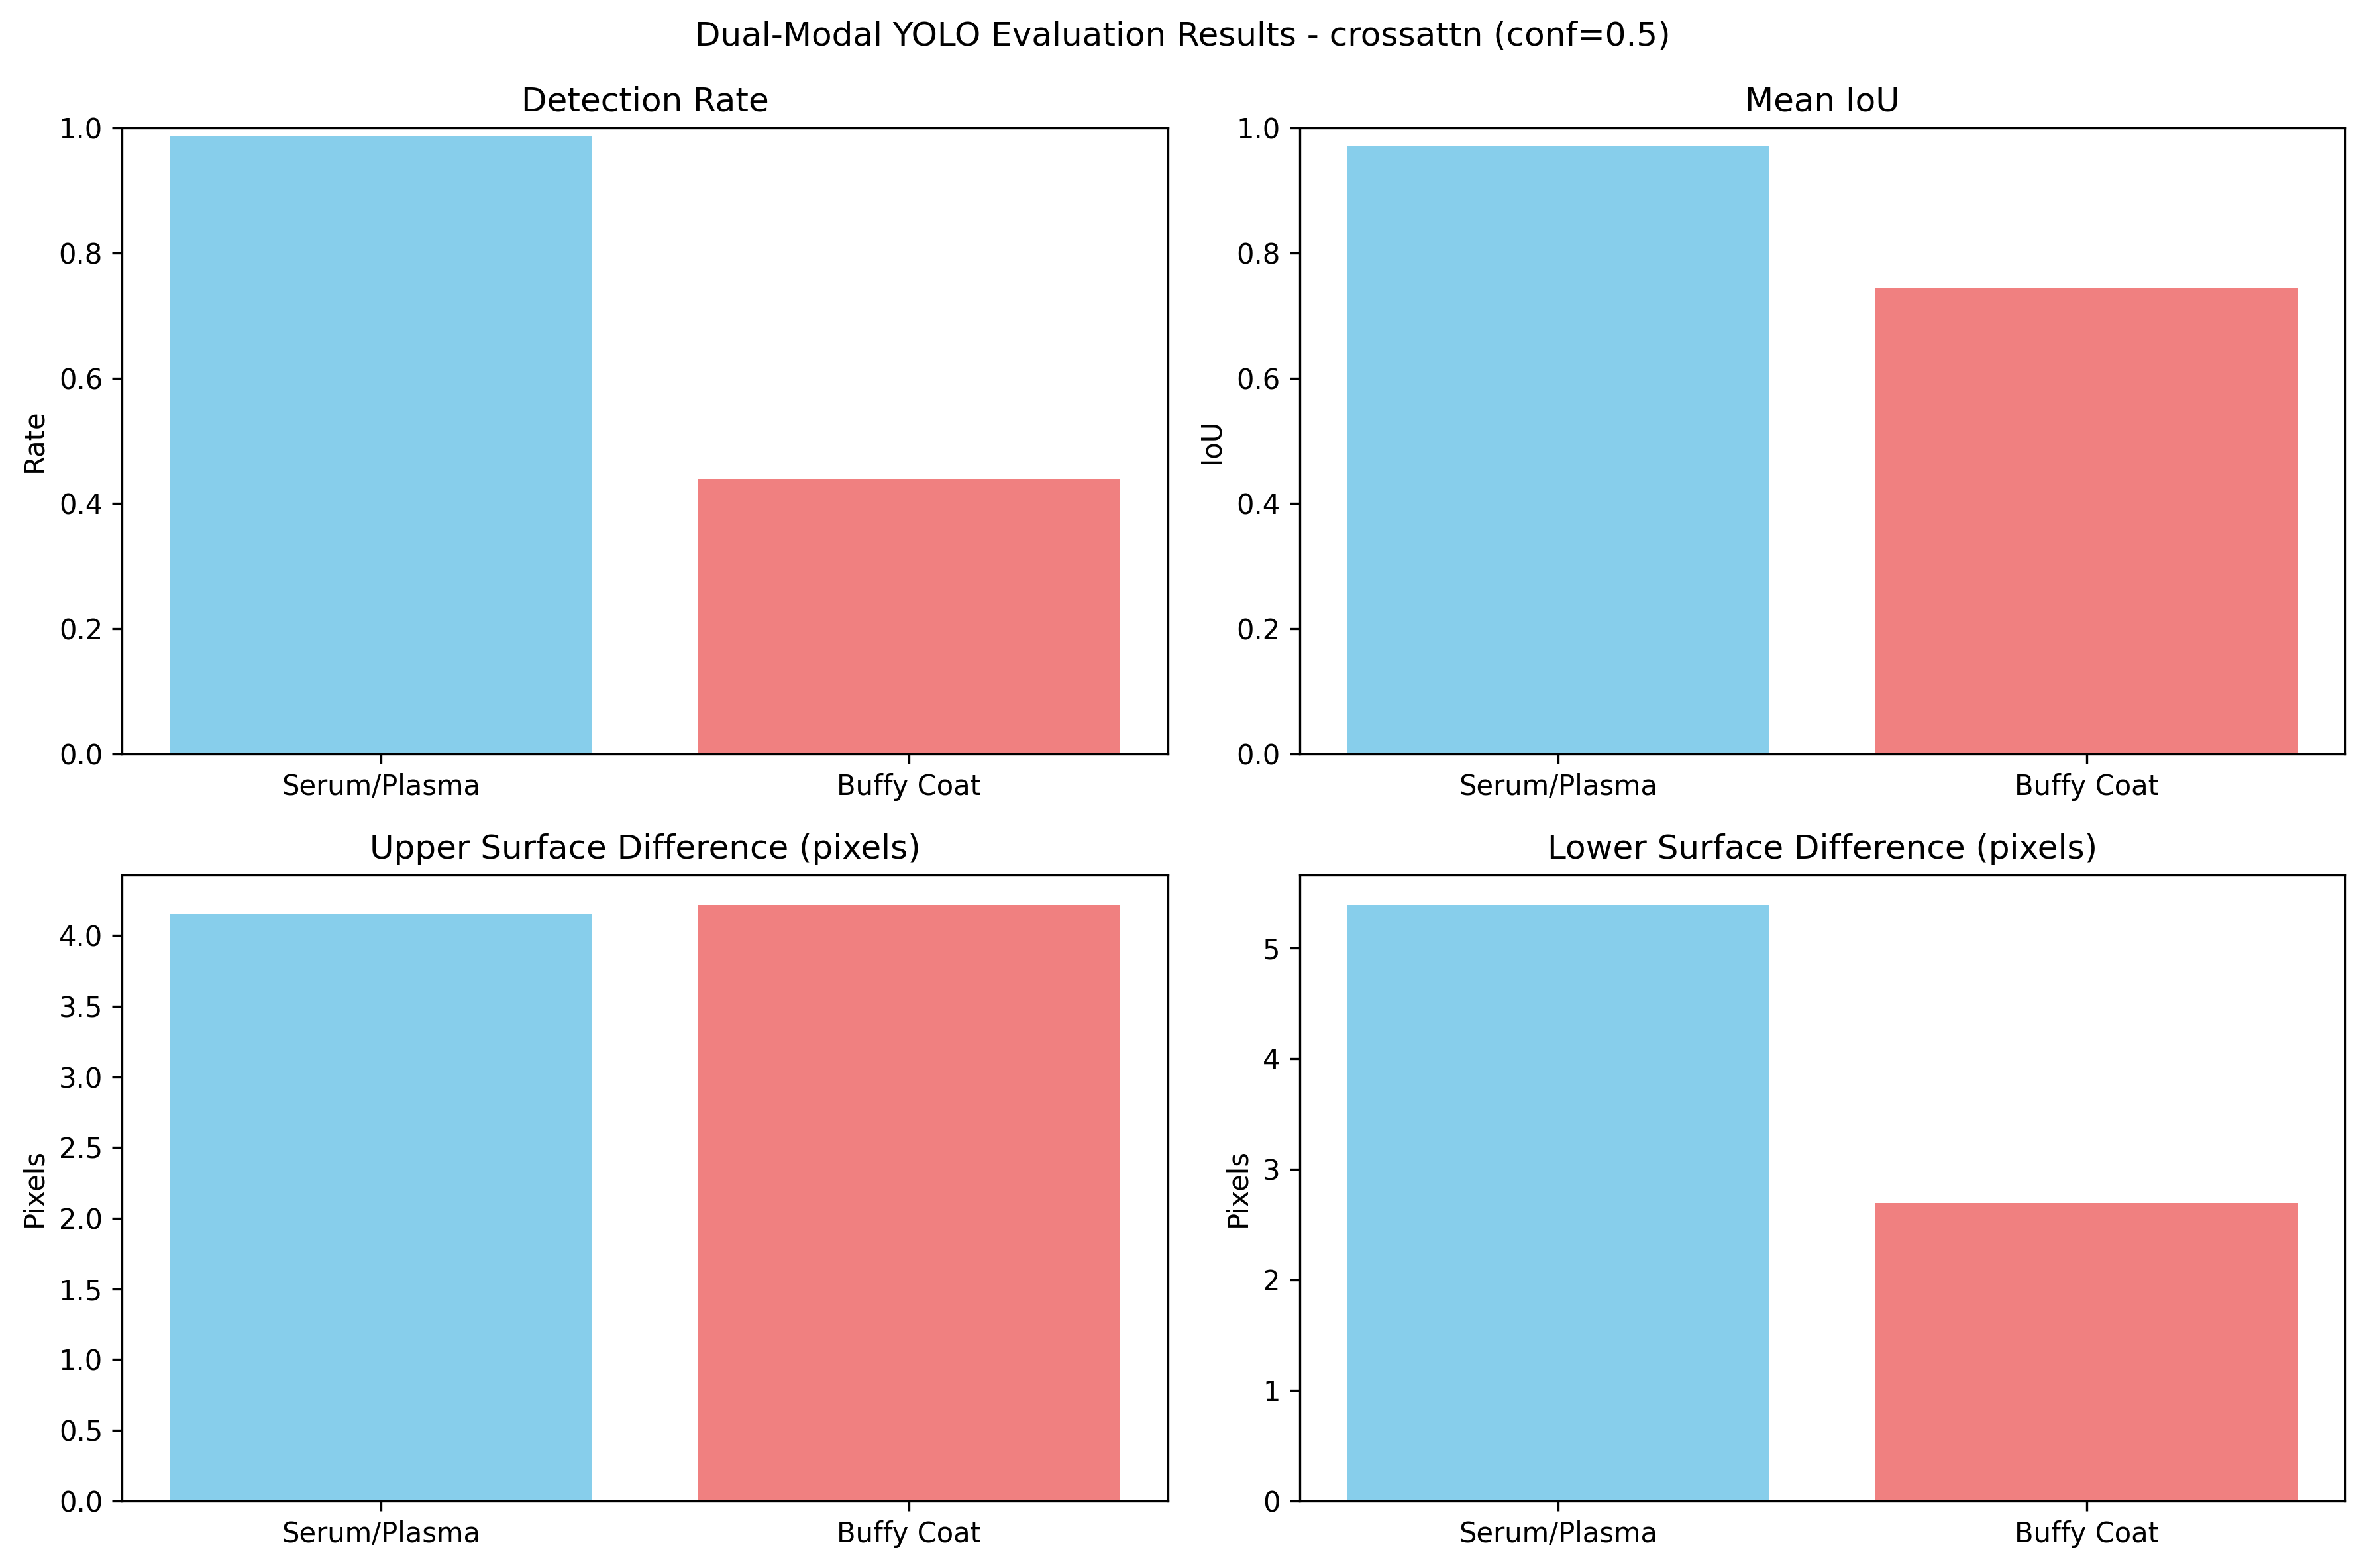 Dual-Modal YOLO Evaluation Results - crossattn (conf=0.5)
Detection Rate
1.0
0.8
0.6
0.4
0.2
0.0
Rate
Serum/Plasma
Buffy Coat
Mean IoU
1.0
0.8
0.6
0.4
0.2
0.0
IoU
Serum/Plasma
Buffy Coat
Upper Surface Difference (pixels)
4.0
3.5
3.0
2.5
2.0
1.5
1.0
0.5
0.0
Pixels
Serum/Plasma
Buffy Coat
Lower Surface Difference (pixels)
5
4
3
2
1
0
Pixels
Serum/Plasma
Buffy Coat